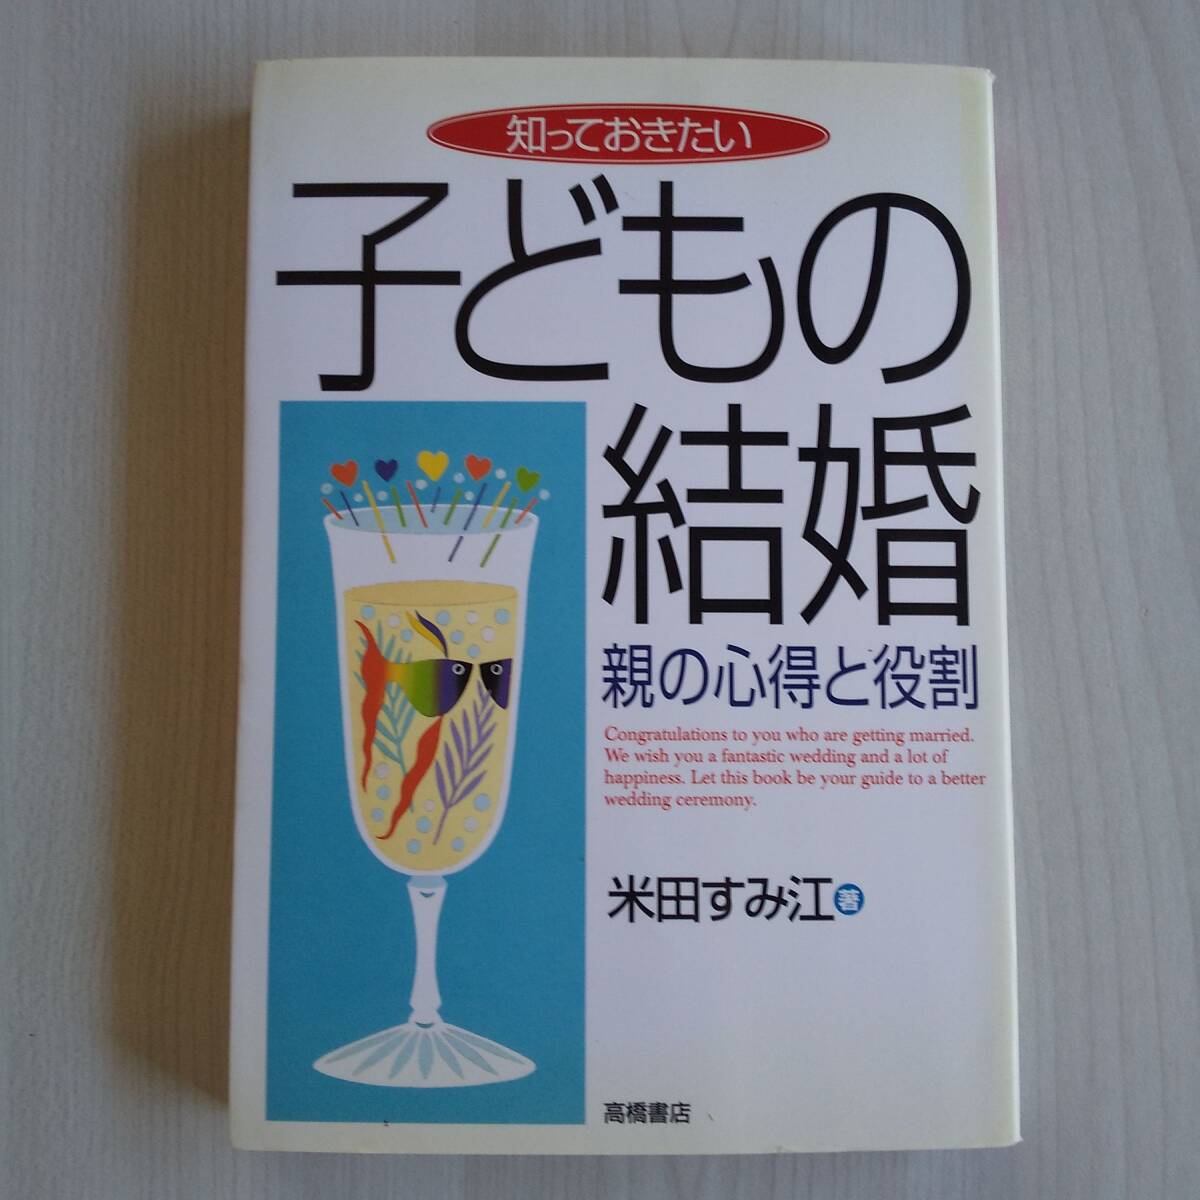 知っておきたい
子どもの
結婚
親の心得と役割
Congratulations to you who are getting married.
We wish you a fantastic wedding and a lot of
happiness. Let this book be your guide to a better
wedding ceremony.
米田すみ江 著
高橋書店